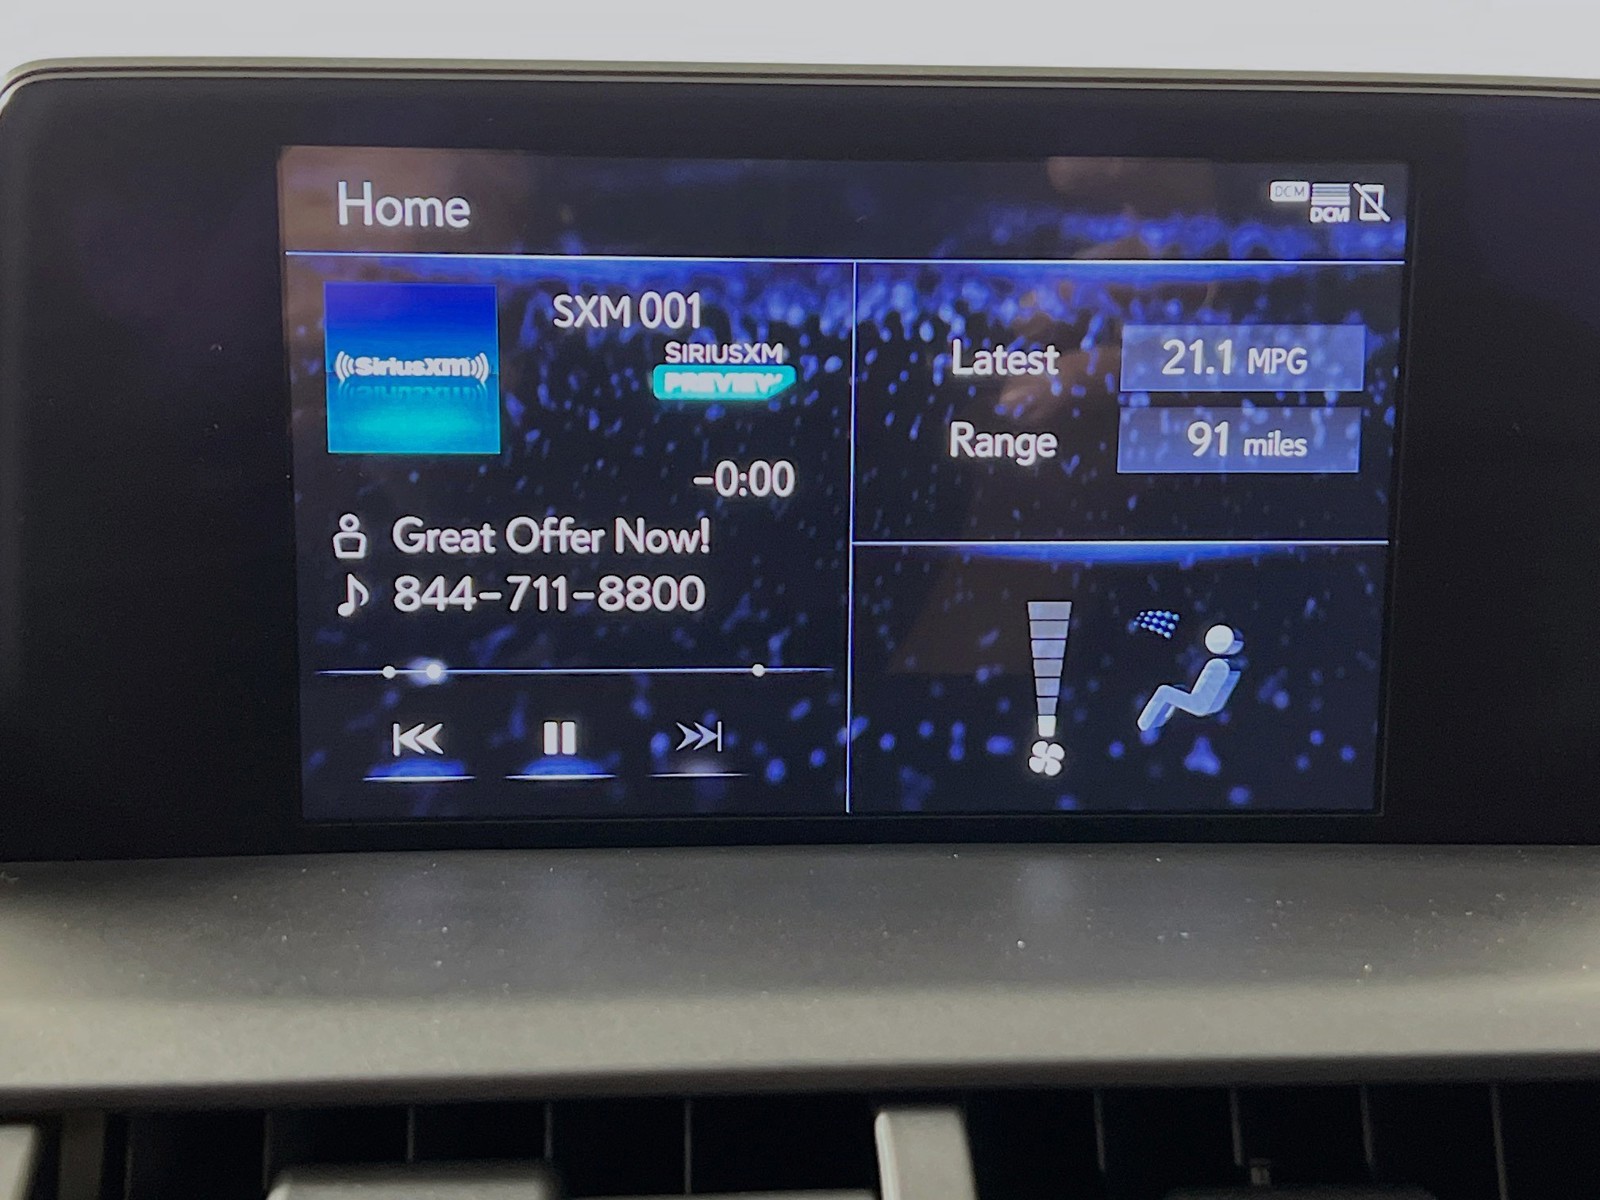 Home
DCM
DCM
SXM 001
SiriusXM
SIRIUSXM
PREVIEW
-0:00
Great Offer Now!
844-711-8800
Latest 21.1 MPG
Range 91 miles